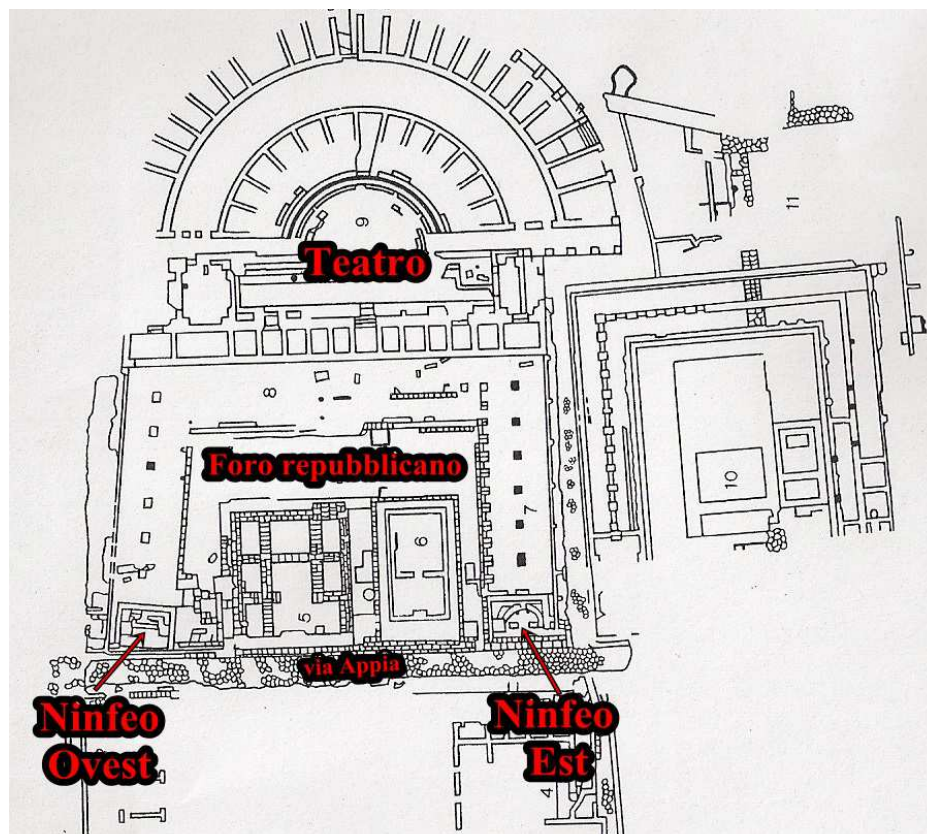 9
Teatro
11
8
Foro repubblicano
10
7
6
5
via Appia
Ninfeo
Ovest
Ninfeo
Est
4